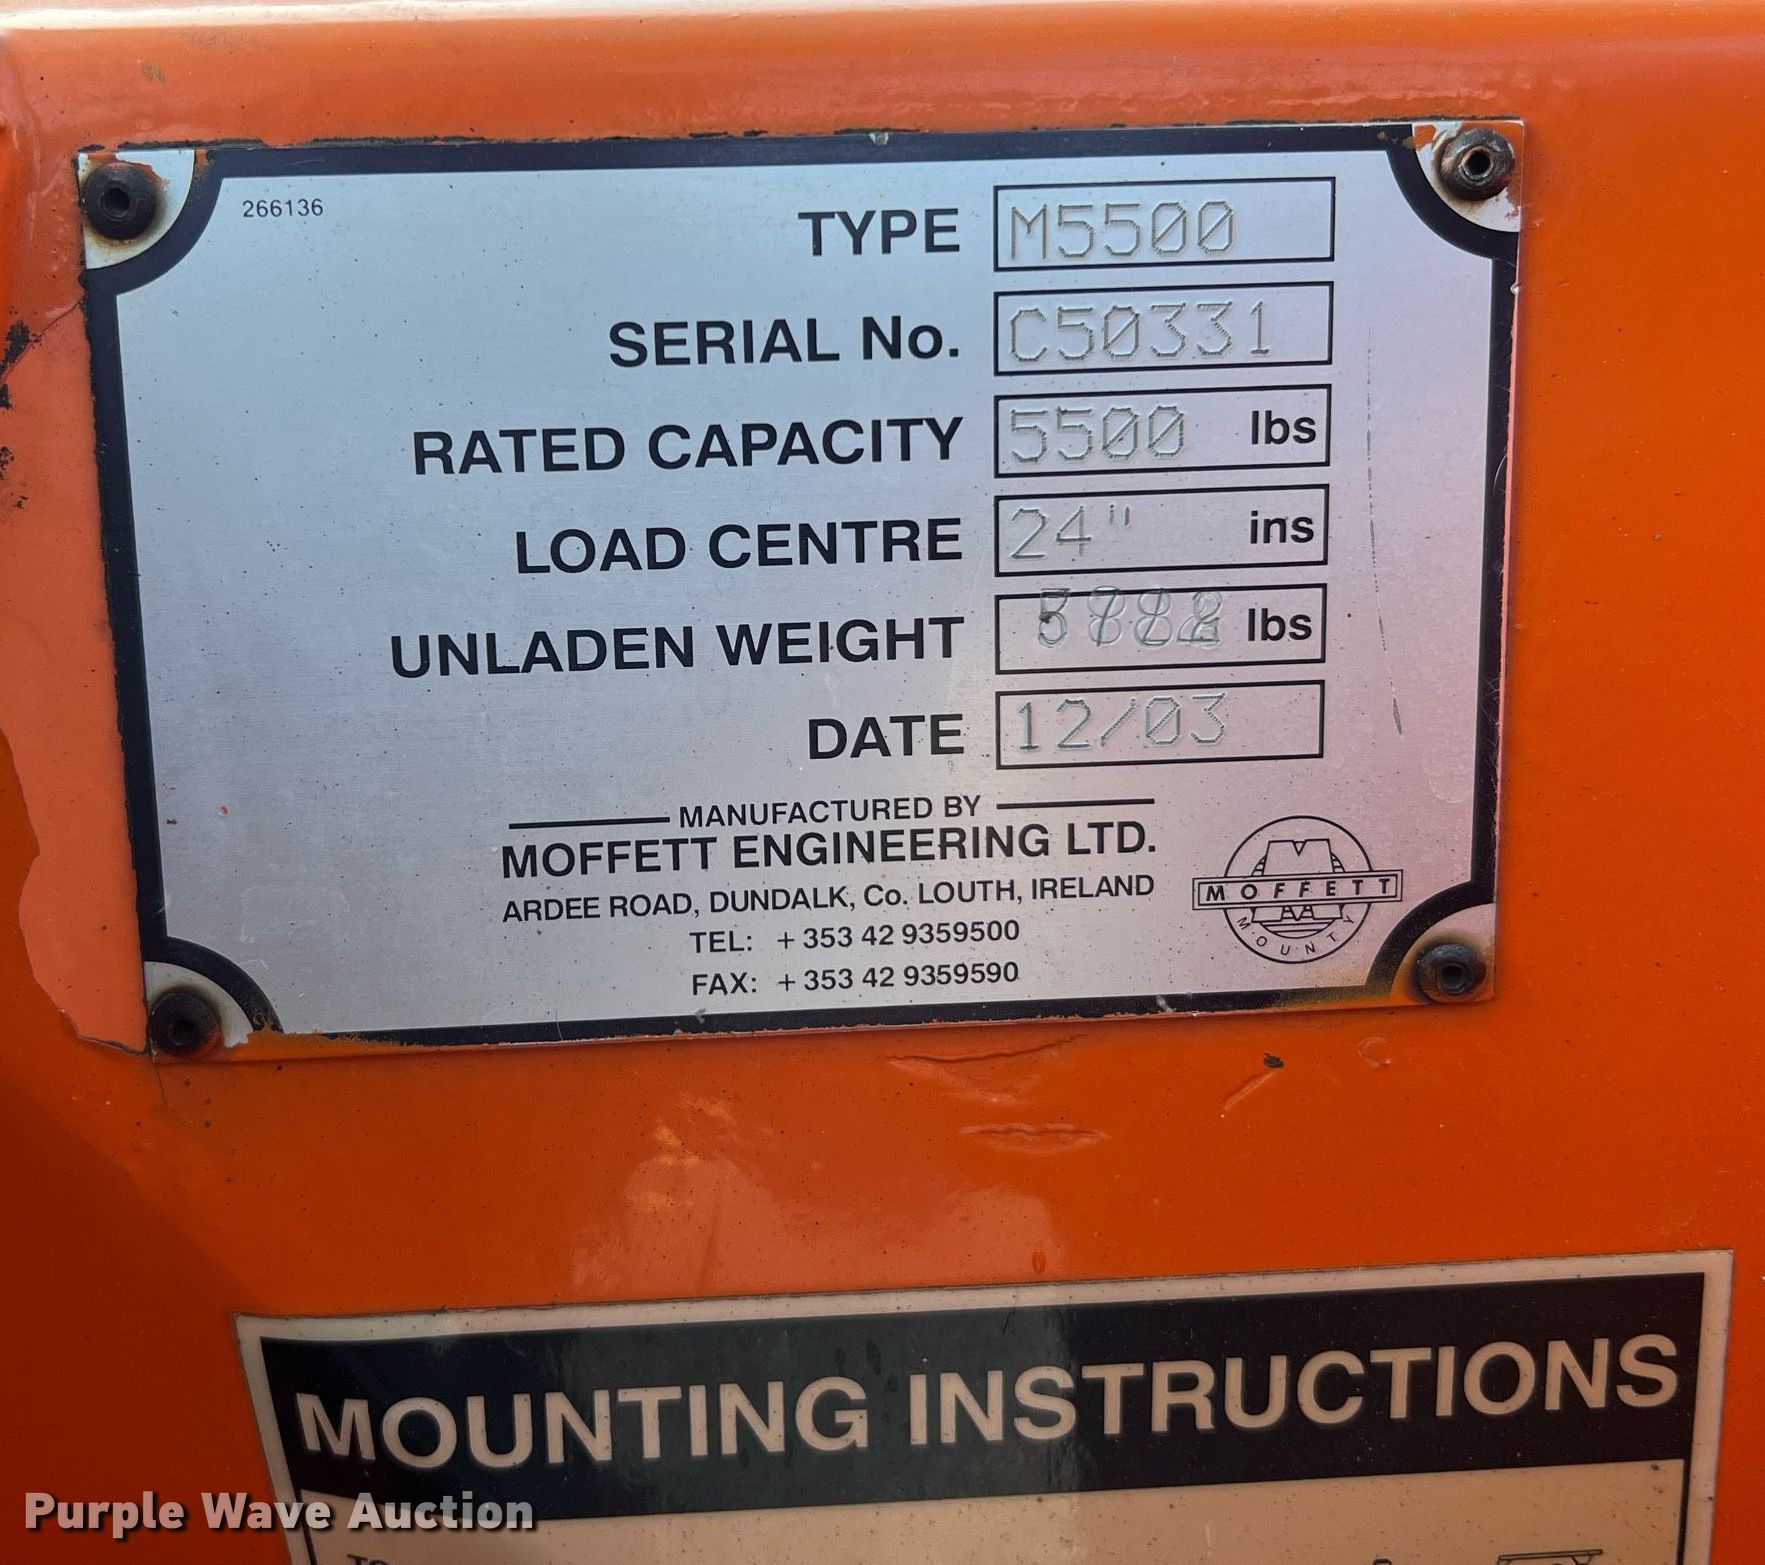 266136
TYPE M5500
SERIAL No. C50331
RATED CAPACITY 5500 lbs
LOAD CENTRE 24" ins
UNLADEN WEIGHT lbs
DATE 12/03
MANUFACTURED BY
MOFFETT ENGINEERING LTD.
ARDEE ROAD, DUNDALK, Co. LOUTH, IRELAND
TEL: + 353 42 9359500
FAX: + 353 42 9359590
MOFFETT
MOUNTY
MOUNTING INSTRUCTIONS
Purple Wave Auction